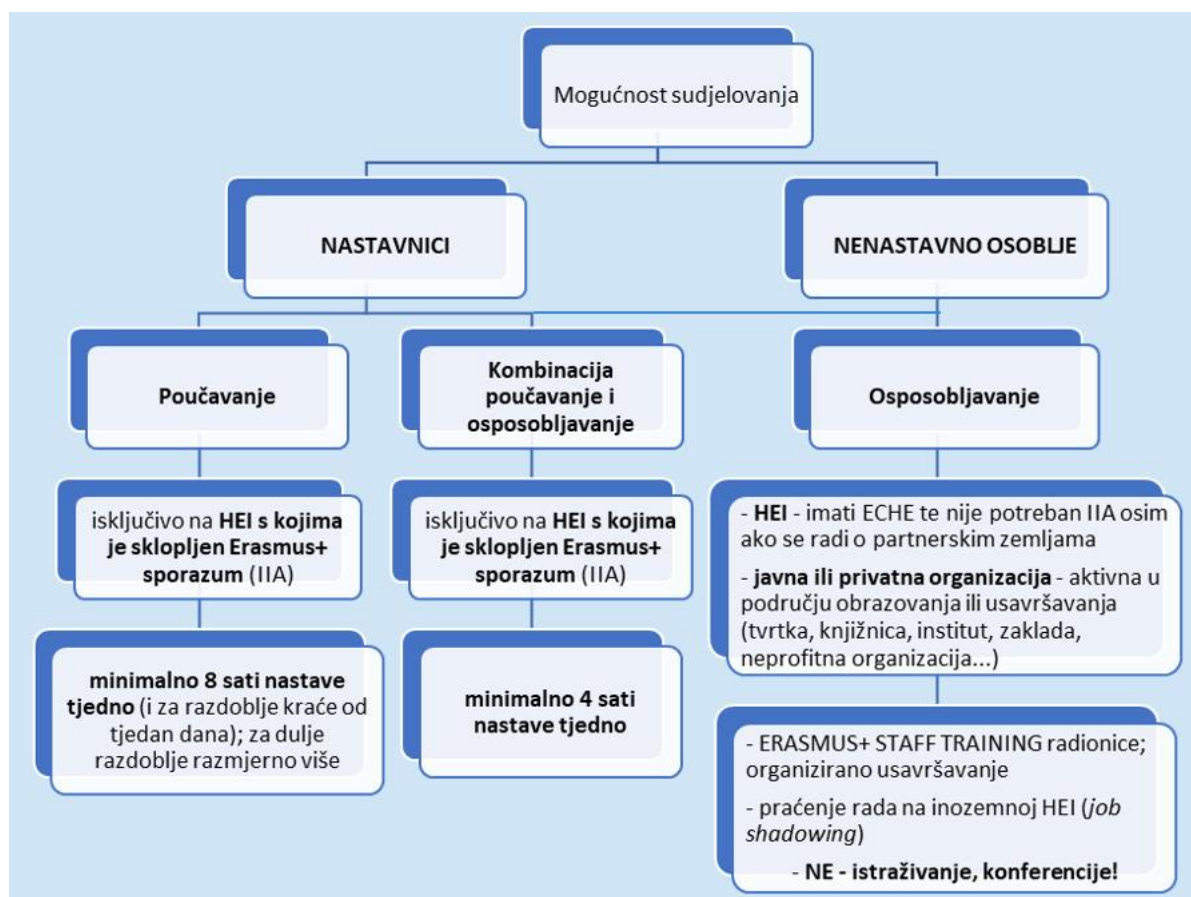 Mogućnost sudjelovanja
NASTAVNICI
NENASTAVNO OSOBLJE
Poučavanje
Kombinacija
poučavanje i
osposobljavanje
Osposobljavanje
isključivo na HEI s kojima
je sklopljen Erasmus+
sporazum (IIA)
isključivo na HEI s kojima
je sklopljen Erasmus+
sporazum (IIA)
- HEI - imati ECHE te nije potreban IIA osim
ako se radi o partnerskim zemljama
- javna ili privatna organizacija - aktivna u
području obrazovanja ili usavršavanja
(tvrtka, knjižnica, institut, zaklada,
neprofitna organizacija...)
minimalno 8 sati nastave
tjedno (i za razdoblje kraće od
tjedan dana); za dulje
razdoblje razmjerno više
minimalno 4 sati
nastave tjedno
- ERASMUS+ STAFF TRAINING radionice;
organizirano usavršavanje
- praćenje rada na inozemnoj HEI (job
shadowing)
- NE - istraživanje, konferencije!